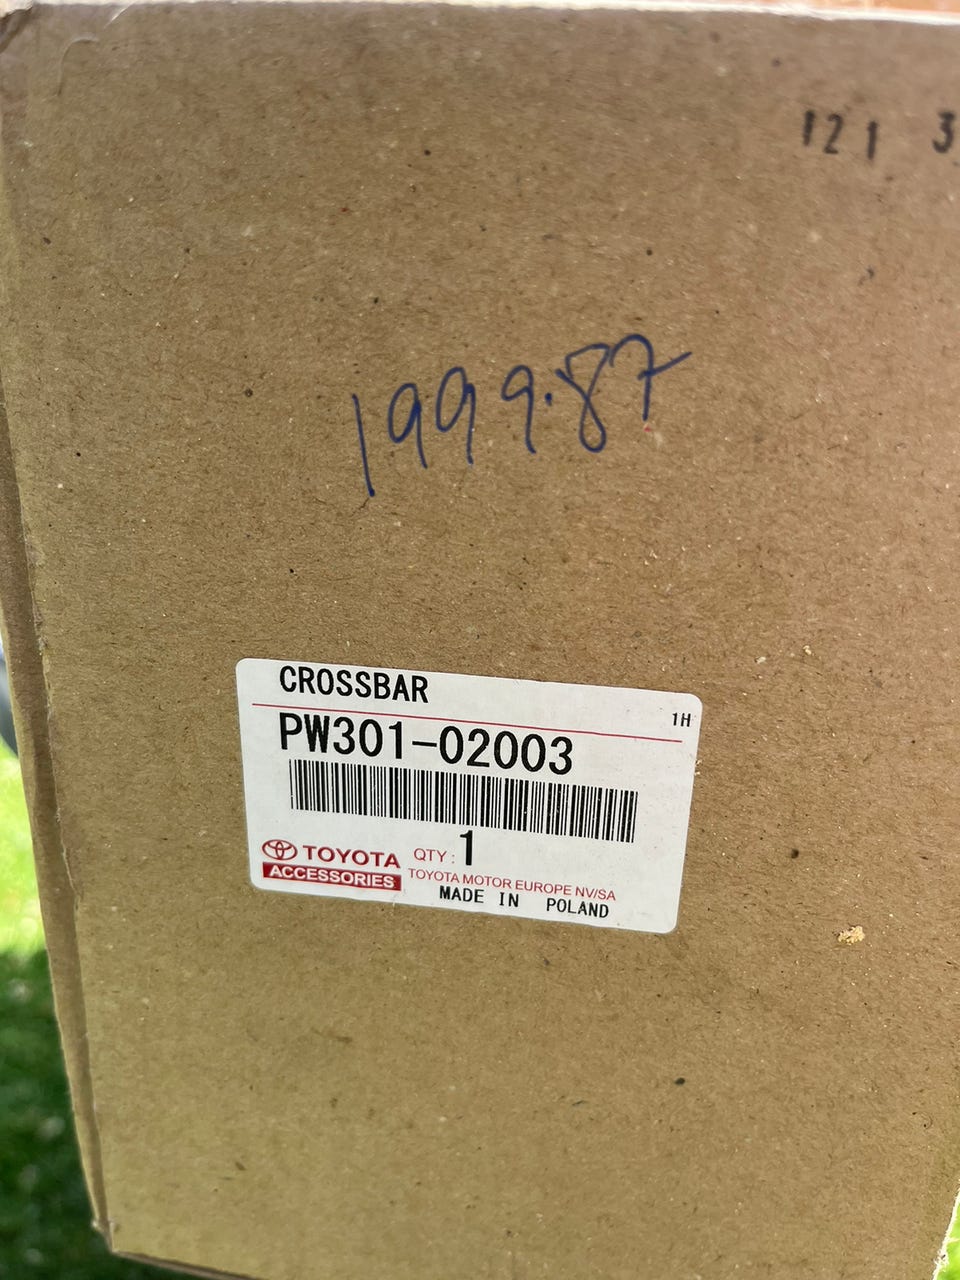 121 3
1999.87
CROSSBAR
1H
PW301-02003
QTY: 1
TOYOTA
ACCESSORIES
TOYOTA MOTOR EUROPE NV/SA
MADE IN POLAND